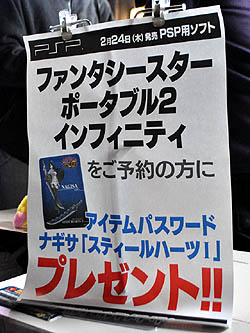 PSP 2月24日(木)発売 PSP用ソフト
ファンタシースター
ポータブル2
インフィニティ
をご予約の方に
NAGISA
アイテムパスワード
ナギサ「スティールハーツI」
プレゼント!!